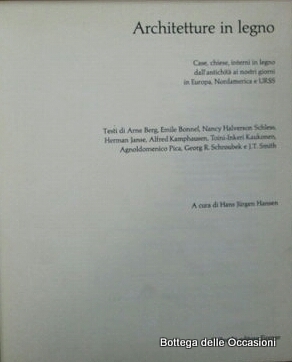 Architetture in legno
Case, chiese, interni in legno
dall'antichità ai nostri giorni
in Europa, Nordamerica e URSS
Testi di Arne Berg, Emile Bonnel, Nancy Halverson Schless,
Herman Janse, Alfred Kamphausen, Toini-Inkeri Kaukonen,
Agnoldomenico Pica, Georg R. Schroubek e J.T. Smith
A cura di Hans Jürgen Hansen
Bottega delle Occasioni